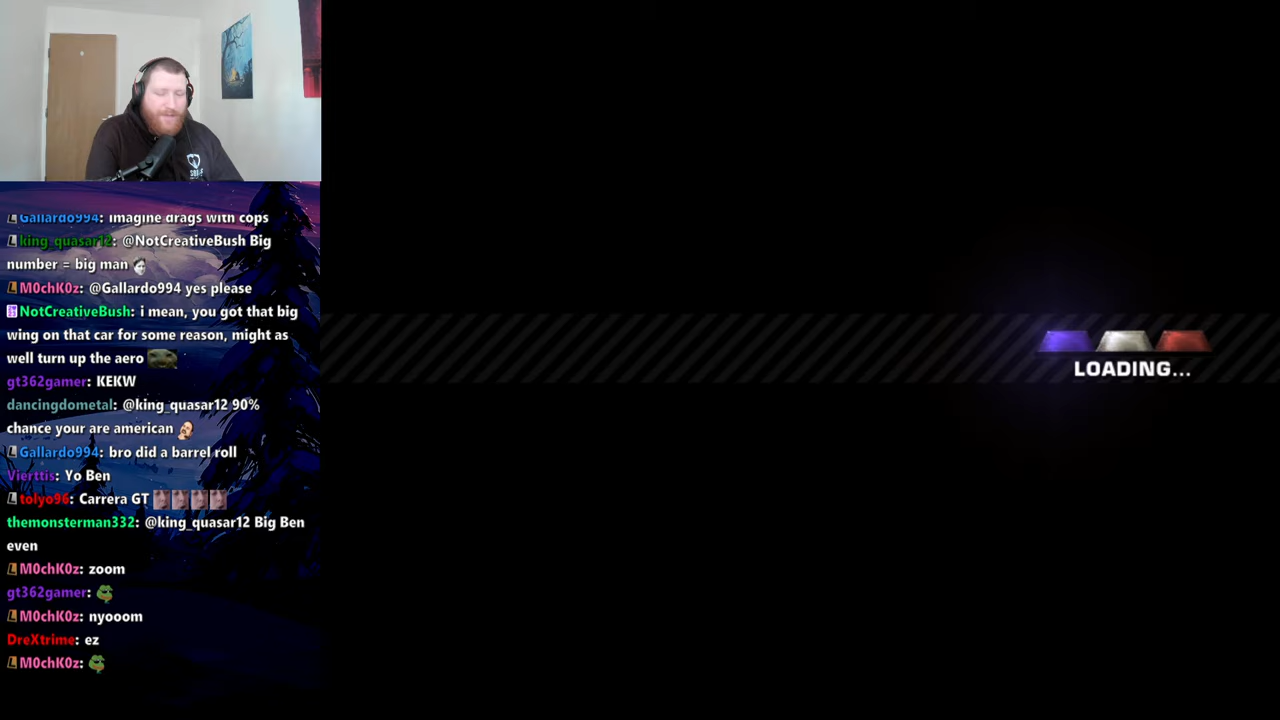 Gallardo994: imagine drags with cops
king_quasar12: @NotCreativeBush Big
number = big man
M0chK0z: @Gallardo994 yes please
NotCreativeBush: i mean, you got that big
wing on that car for some reason, might as
well turn up the aero
gt362gamer: KEKW
dancingdometal: @king_quasar12 90%
chance your are american
Gallardo994: bro did a barrel roll
Vierttis: Yo Ben
tolyo96: Carrera GT
themonsterman332: @king_quasar12 Big Ben
even
M0chK0z: zoom
gt362gamer:
M0chK0z: nyooom
DreXtrime: ez
M0chK0z:
LOADING...